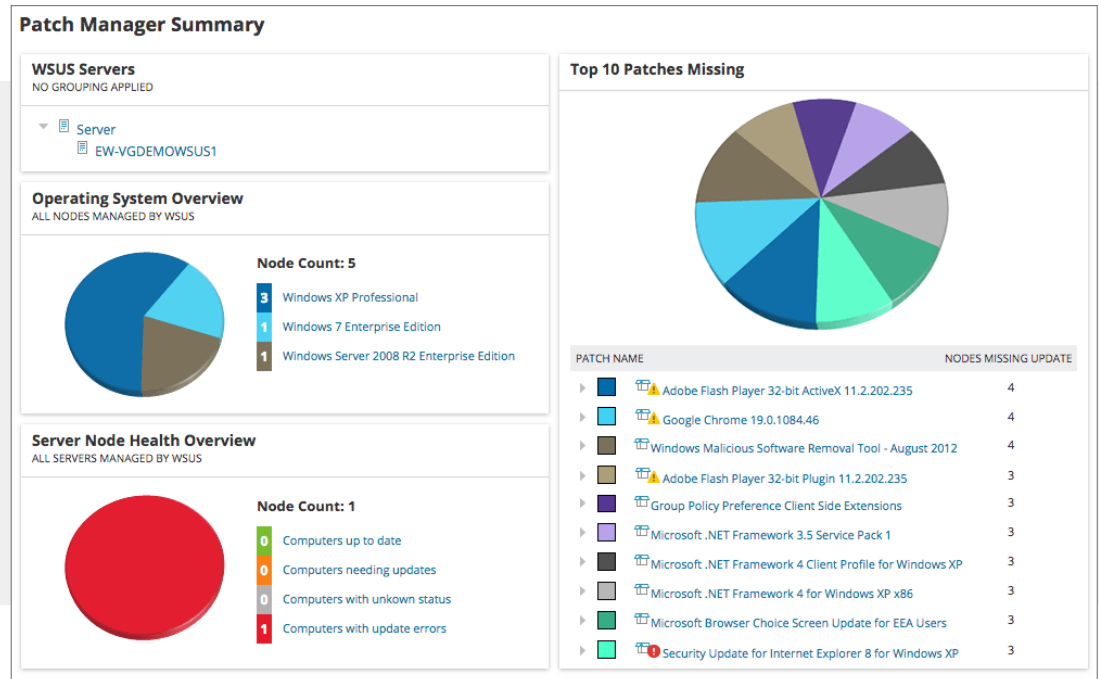 Patch Manager Summary
WSUS Servers
NO GROUPING APPLIED
Server
EW-VGDEMOWSUS1
Operating System Overview
ALL NODES MANAGED BY WSUS
Node Count: 5
3 Windows XP Professional
1 Windows 7 Enterprise Edition
1 Windows Server 2008 R2 Enterprise Edition
Server Node Health Overview
ALL SERVERS MANAGED BY WSUS
Node Count: 1
0 Computers up to date
0 Computers needing updates
0 Computers with unkown status
1 Computers with update errors
Top 10 Patches Missing
PATCH NAME NODES MISSING UPDATE
Adobe Flash Player 32-bit ActiveX 11.2.202.235 4
Google Chrome 19.0.1084.46 4
Windows Malicious Software Removal Tool - August 2012 4
Adobe Flash Player 32-bit Plugin 11.2.202.235 3
Group Policy Preference Client Side Extensions 3
Microsoft .NET Framework 3.5 Service Pack 1 3
Microsoft .NET Framework 4 Client Profile for Windows XP 3
Microsoft .NET Framework 4 for Windows XP x86 3
Microsoft Browser Choice Screen Update for EEA Users 3
Security Update for Internet Explorer 8 for Windows XP 3